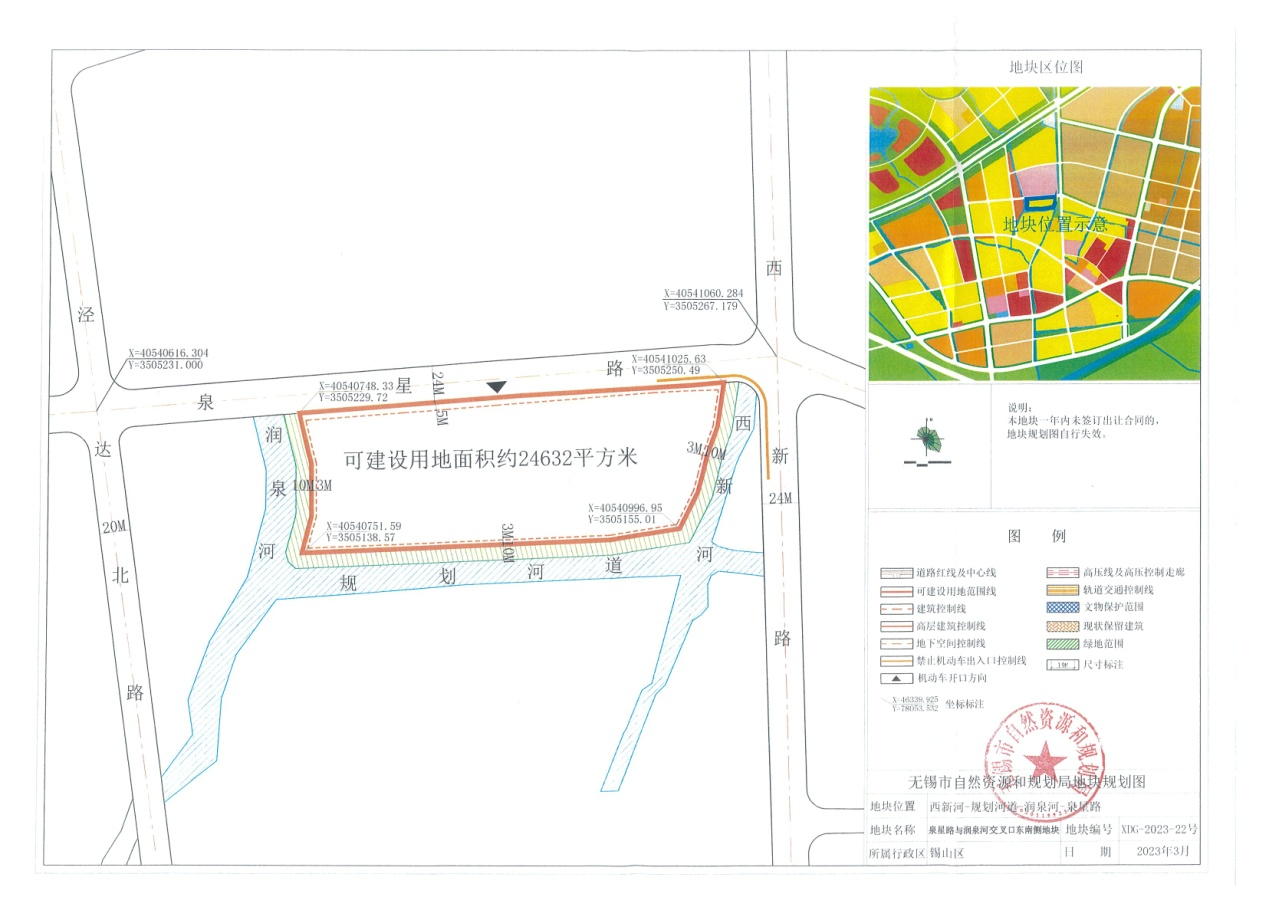 地块区位图
地块位置示意
说明:
本地块一年内未签订出让合同的,
地块规划图自行失效。
图 例
道路红线及中心线
可建设用地范围线
建筑控制线
高层建筑控制线
地下空间控制线
禁止机动车出入口控制线
机动车开口方向
X=46339.925
Y=78053.532
坐标标注
高压线及高压控制走廊
轨道交通控制线
文物保护范围
现状保留建筑
绿地范围
尺寸标注
无锡市自然资源和规划局
无锡市自然资源和规划局地块规划图
地块位置 西新河-规划河道-润泉河-泉星路
地块名称 泉星路与润泉河交叉口东南侧地块 地块编号 XDG-2023-22号
所属行政区 锡山区 日 期 2023年3月
泾
达
20M
北
路
X=40540616.304
Y=3505231.000
泉
星
路
X=40540748.33
Y=3505229.72
24M
5M
X=40541025.63
Y=3505250.49
X=40541060.284
Y=3505267.179
西
新
24M
路
润
泉
河
10M
3M
可建设用地面积约24632平方米
3M
20M
西
新
河
X=40540751.59
Y=3505138.57
X=40540996.95
Y=3505155.01
3M
10M
规
划
河
道